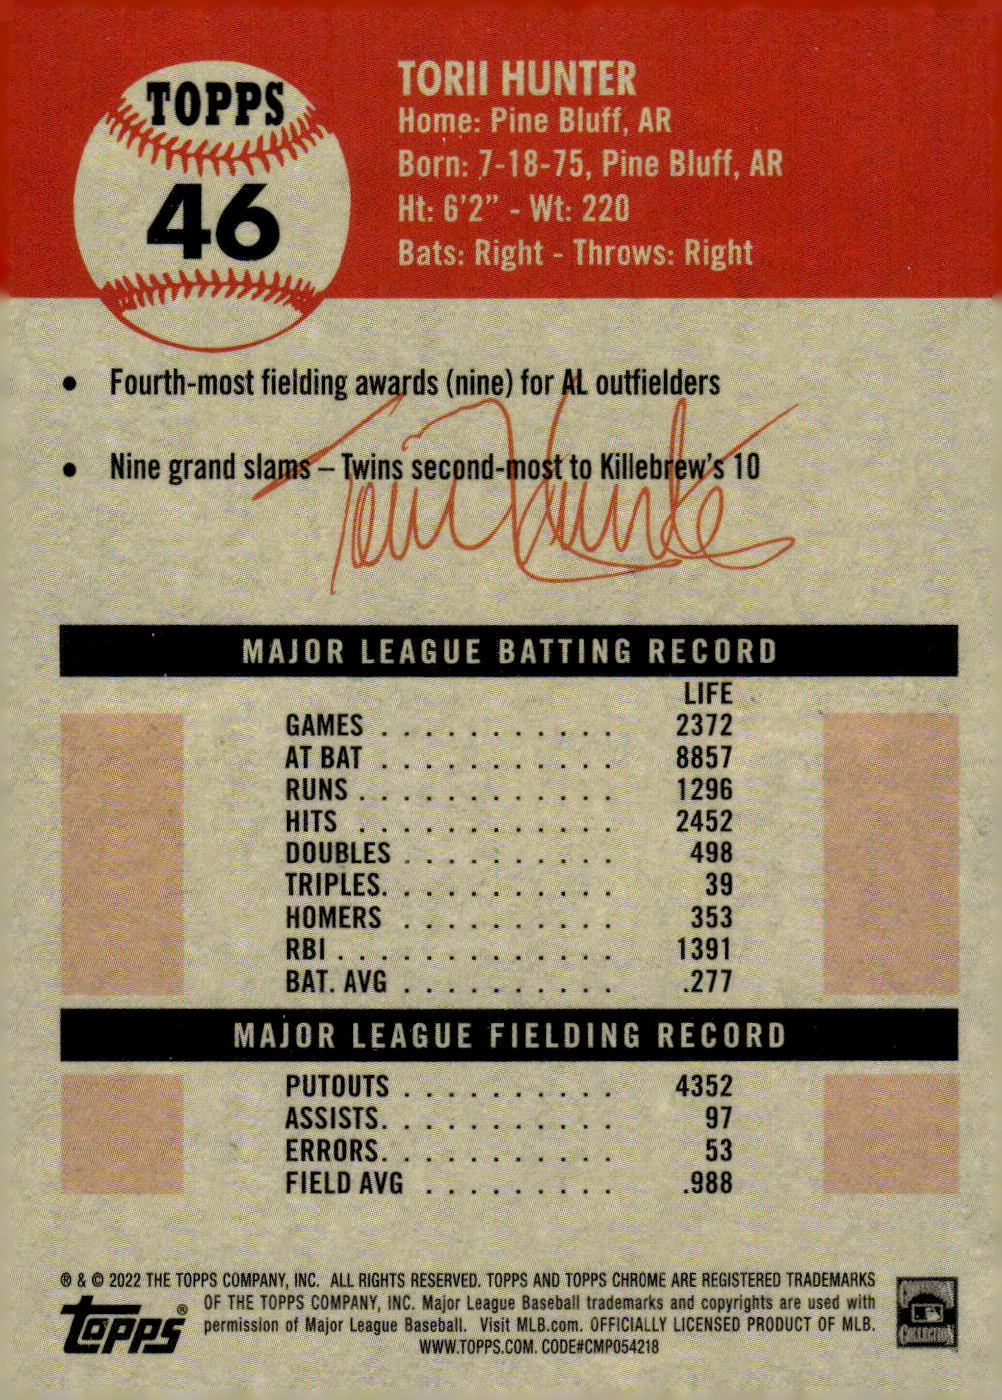 TOPPS
46
TORII HUNTER
Home: Pine Bluff, AR
Born: 7-18-75, Pine Bluff, AR
Ht: 6'2” - Wt: 220
Bats: Right - Throws: Right
• Fourth-most fielding awards (nine) for AL outfielders
• Nine grand slams – Twins second-most to Killebrew's 10
Torii Hunter
MAJOR LEAGUE BATTING RECORD
LIFE
GAMES . . . . . . . . . . . 2372
AT BAT . . . . . . . . . . . 8857
RUNS . . . . . . . . . . . . 1296
HITS . . . . . . . . . . . . 2452
DOUBLES . . . . . . . . . . 498
TRIPLES. . . . . . . . . . . 39
HOMERS . . . . . . . . . . 353
RBI . . . . . . . . . . . . . 1391
BAT. AVG . . . . . . . . . . .277
MAJOR LEAGUE FIELDING RECORD
PUTOUTS . . . . . . . . . . 4352
ASSISTS. . . . . . . . . . . 97
ERRORS. . . . . . . . . . . 53
FIELD AVG . . . . . . . . . .988
® & © 2022 THE TOPPS COMPANY, INC. ALL RIGHTS RESERVED. TOPPS AND TOPPS CHROME ARE REGISTERED TRADEMARKS
OF THE TOPPS COMPANY, INC. Major League Baseball trademarks and copyrights are used with
permission of Major League Baseball. Visit MLB.com. OFFICIALLY LICENSED PRODUCT OF MLB.
WWW.TOPPS.COM. CODE#CMP054218
Topps®
COOPERSTOWN
COLLECTION